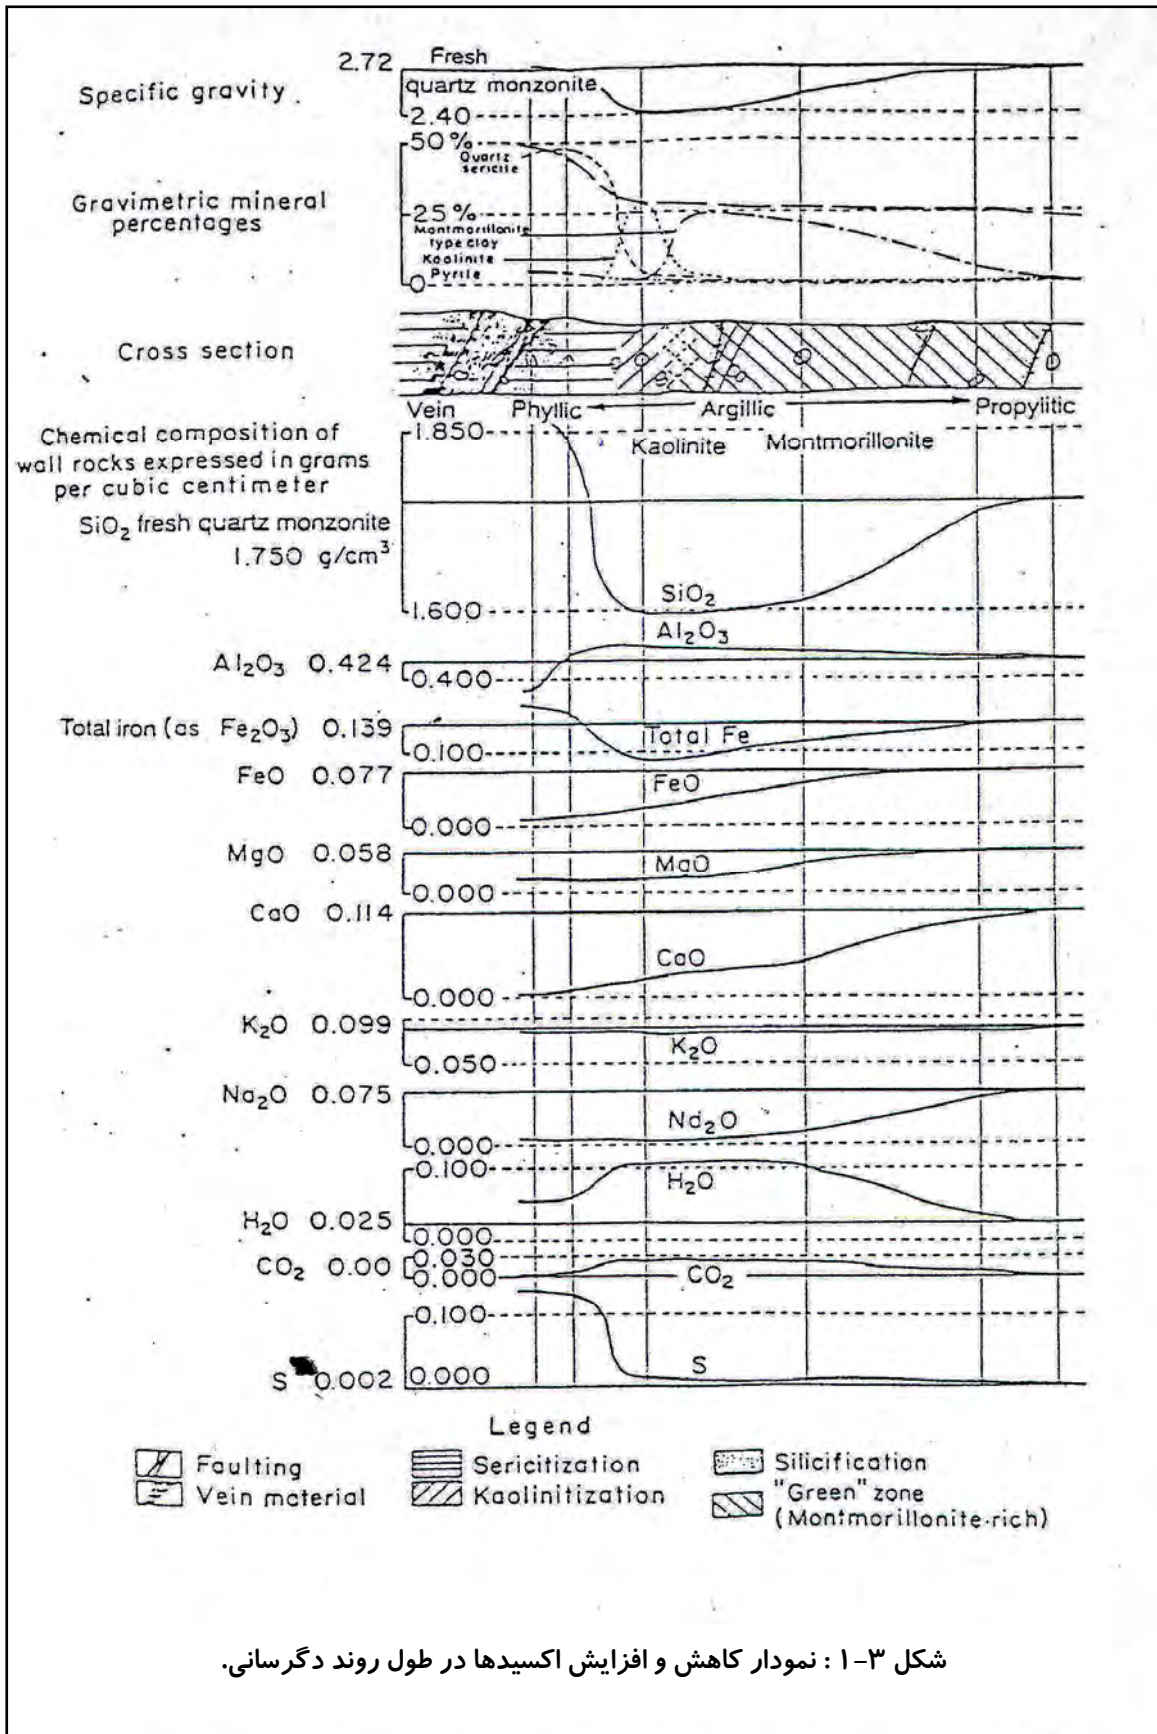 2.72
Fresh
quartz monzonite
Specific gravity
2.40
50%
Quartz
sericite
Gravimetric mineral
percentages
25%
Montmorillonite
type clay
Kaolinite
Pyrite
0
Cross section
Vein Phyllic Argillic Propylitic
Kaolinite Montmorillonite
Chemical composition of
wall rocks expressed in grams
per cubic centimeter
1.850
SiO₂ fresh quartz monzonite
1.750 g/cm³
SiO₂
1.600
Al₂O₃
Al₂O₃ 0.424
0.400
Total iron (as Fe₂O₃) 0.139
Total Fe
0.100
FeO 0.077
FeO
0.000
MgO 0.058
MgO
0.000
CaO 0.114
CaO
0.000
K₂O 0.099
K₂O
0.050
Na₂O 0.075
Na₂O
0.000
0.100
H₂O
H₂O 0.025
0.000
0.030
CO₂ 0.00
0.000
CO₂
0.100
S
S 0.002
0.000
Legend
Faulting Sericitization Silicification
Vein material Kaolinitization "Green" zone
(Montmorillonite-rich)
شکل ۳-۱ : نمودار کاهش و افزایش اکسیدها در طول روند دگرسانی.